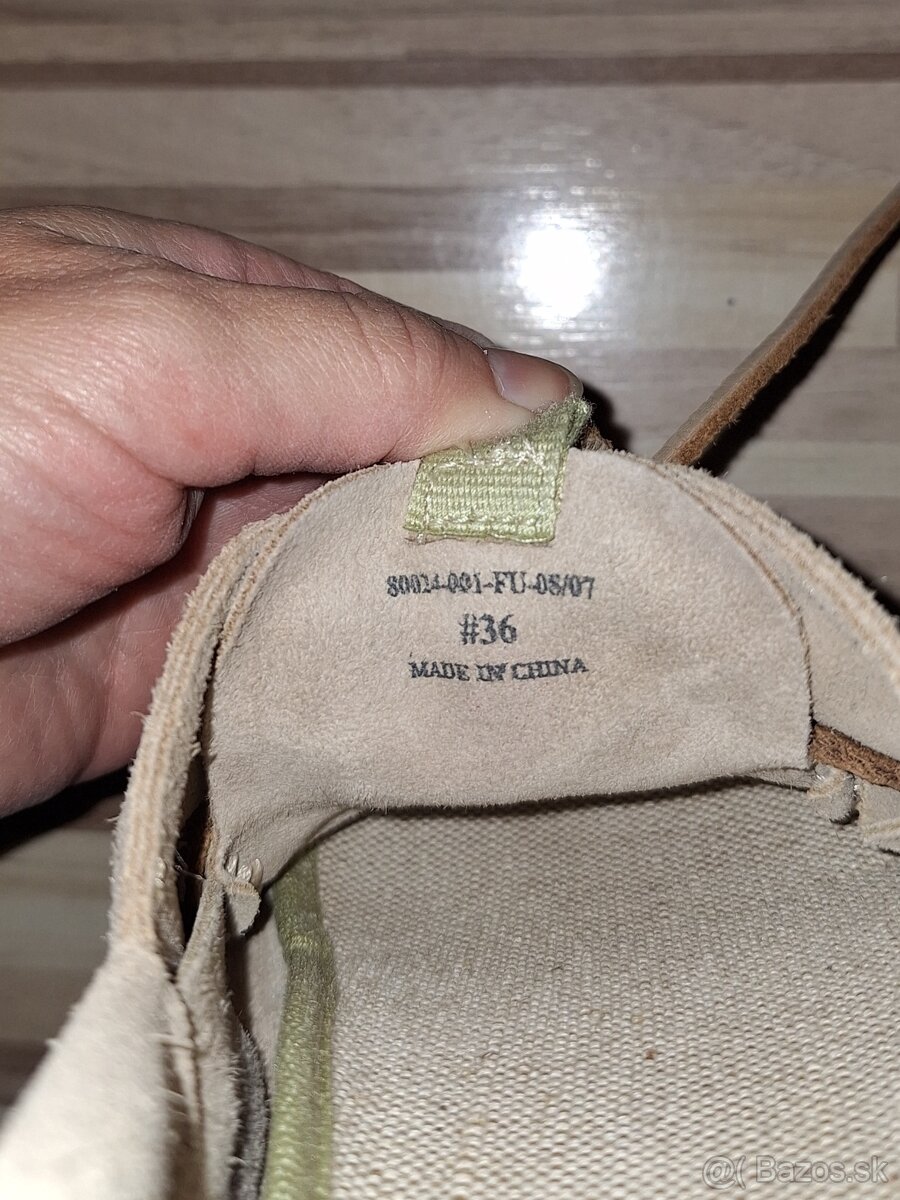 80024-001-FU-08/07
#36
MADE IN CHINA
@( Bazos.sk